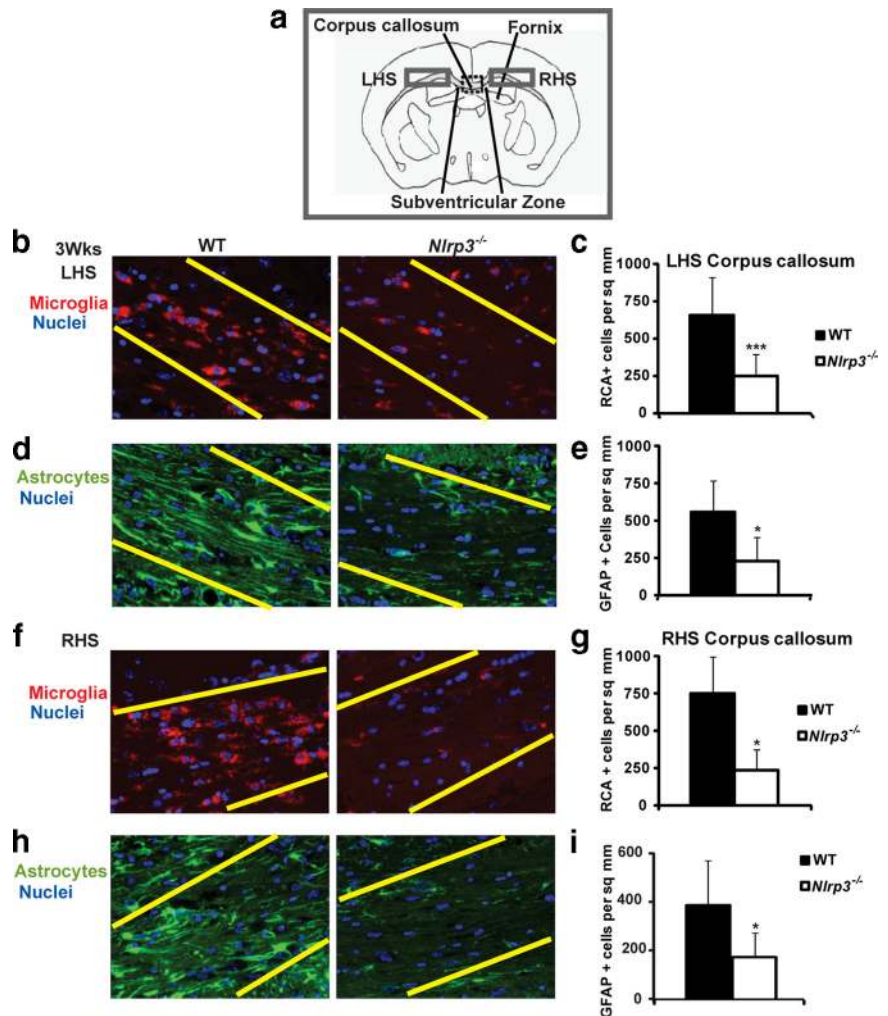 a
Corpus callosum
Fornix
LHS
RHS
Subventricular Zone
b
3Wks
LHS
WT
Nlrp3-/-
Microglia
Nuclei
c
LHS Corpus callosum
RCA+ cells per sq mm
1000
750
500
250
0
***
WT
Nlrp3-/-
d
Astrocytes
Nuclei
e
GFAP + Cells per sq mm
1000
750
500
250
0
*
f
RHS
Microglia
Nuclei
g
RHS Corpus callosum
RCA + cells per sq mm
1000
750
500
250
0
*
WT
Nlrp3-/-
h
Astrocytes
Nuclei
i
GFAP + cells per sq mm
600
400
200
0
*
WT
Nlrp3-/-